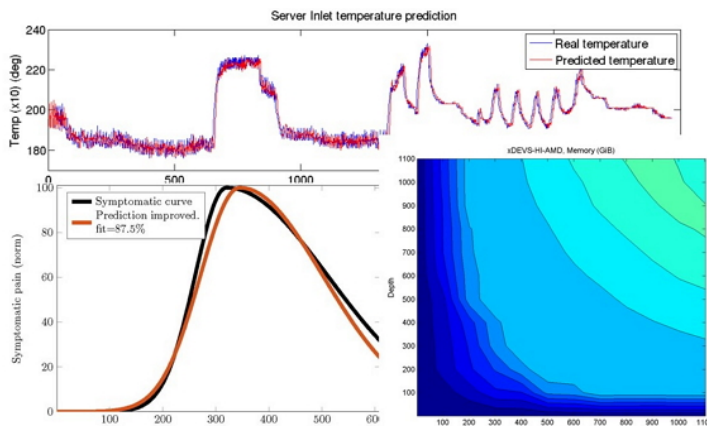 Server Inlet temperature prediction
240
220
200
180
Temp (x10) (deg)
Real temperature
Predicted temperature
0 500 1000
xDEVS-HI-AMD, Memory (GiB)
100
80
60
40
20
0
Symptomatic pain (norm)
Symptomatic curve
Prediction improved.
fit=87.5%
0 100 200 300 400 500 60
1100
1000
900
800
700
600
500
400
300
200
100
Depth
100 200 300 400 500 600 700 800 900 1000 110